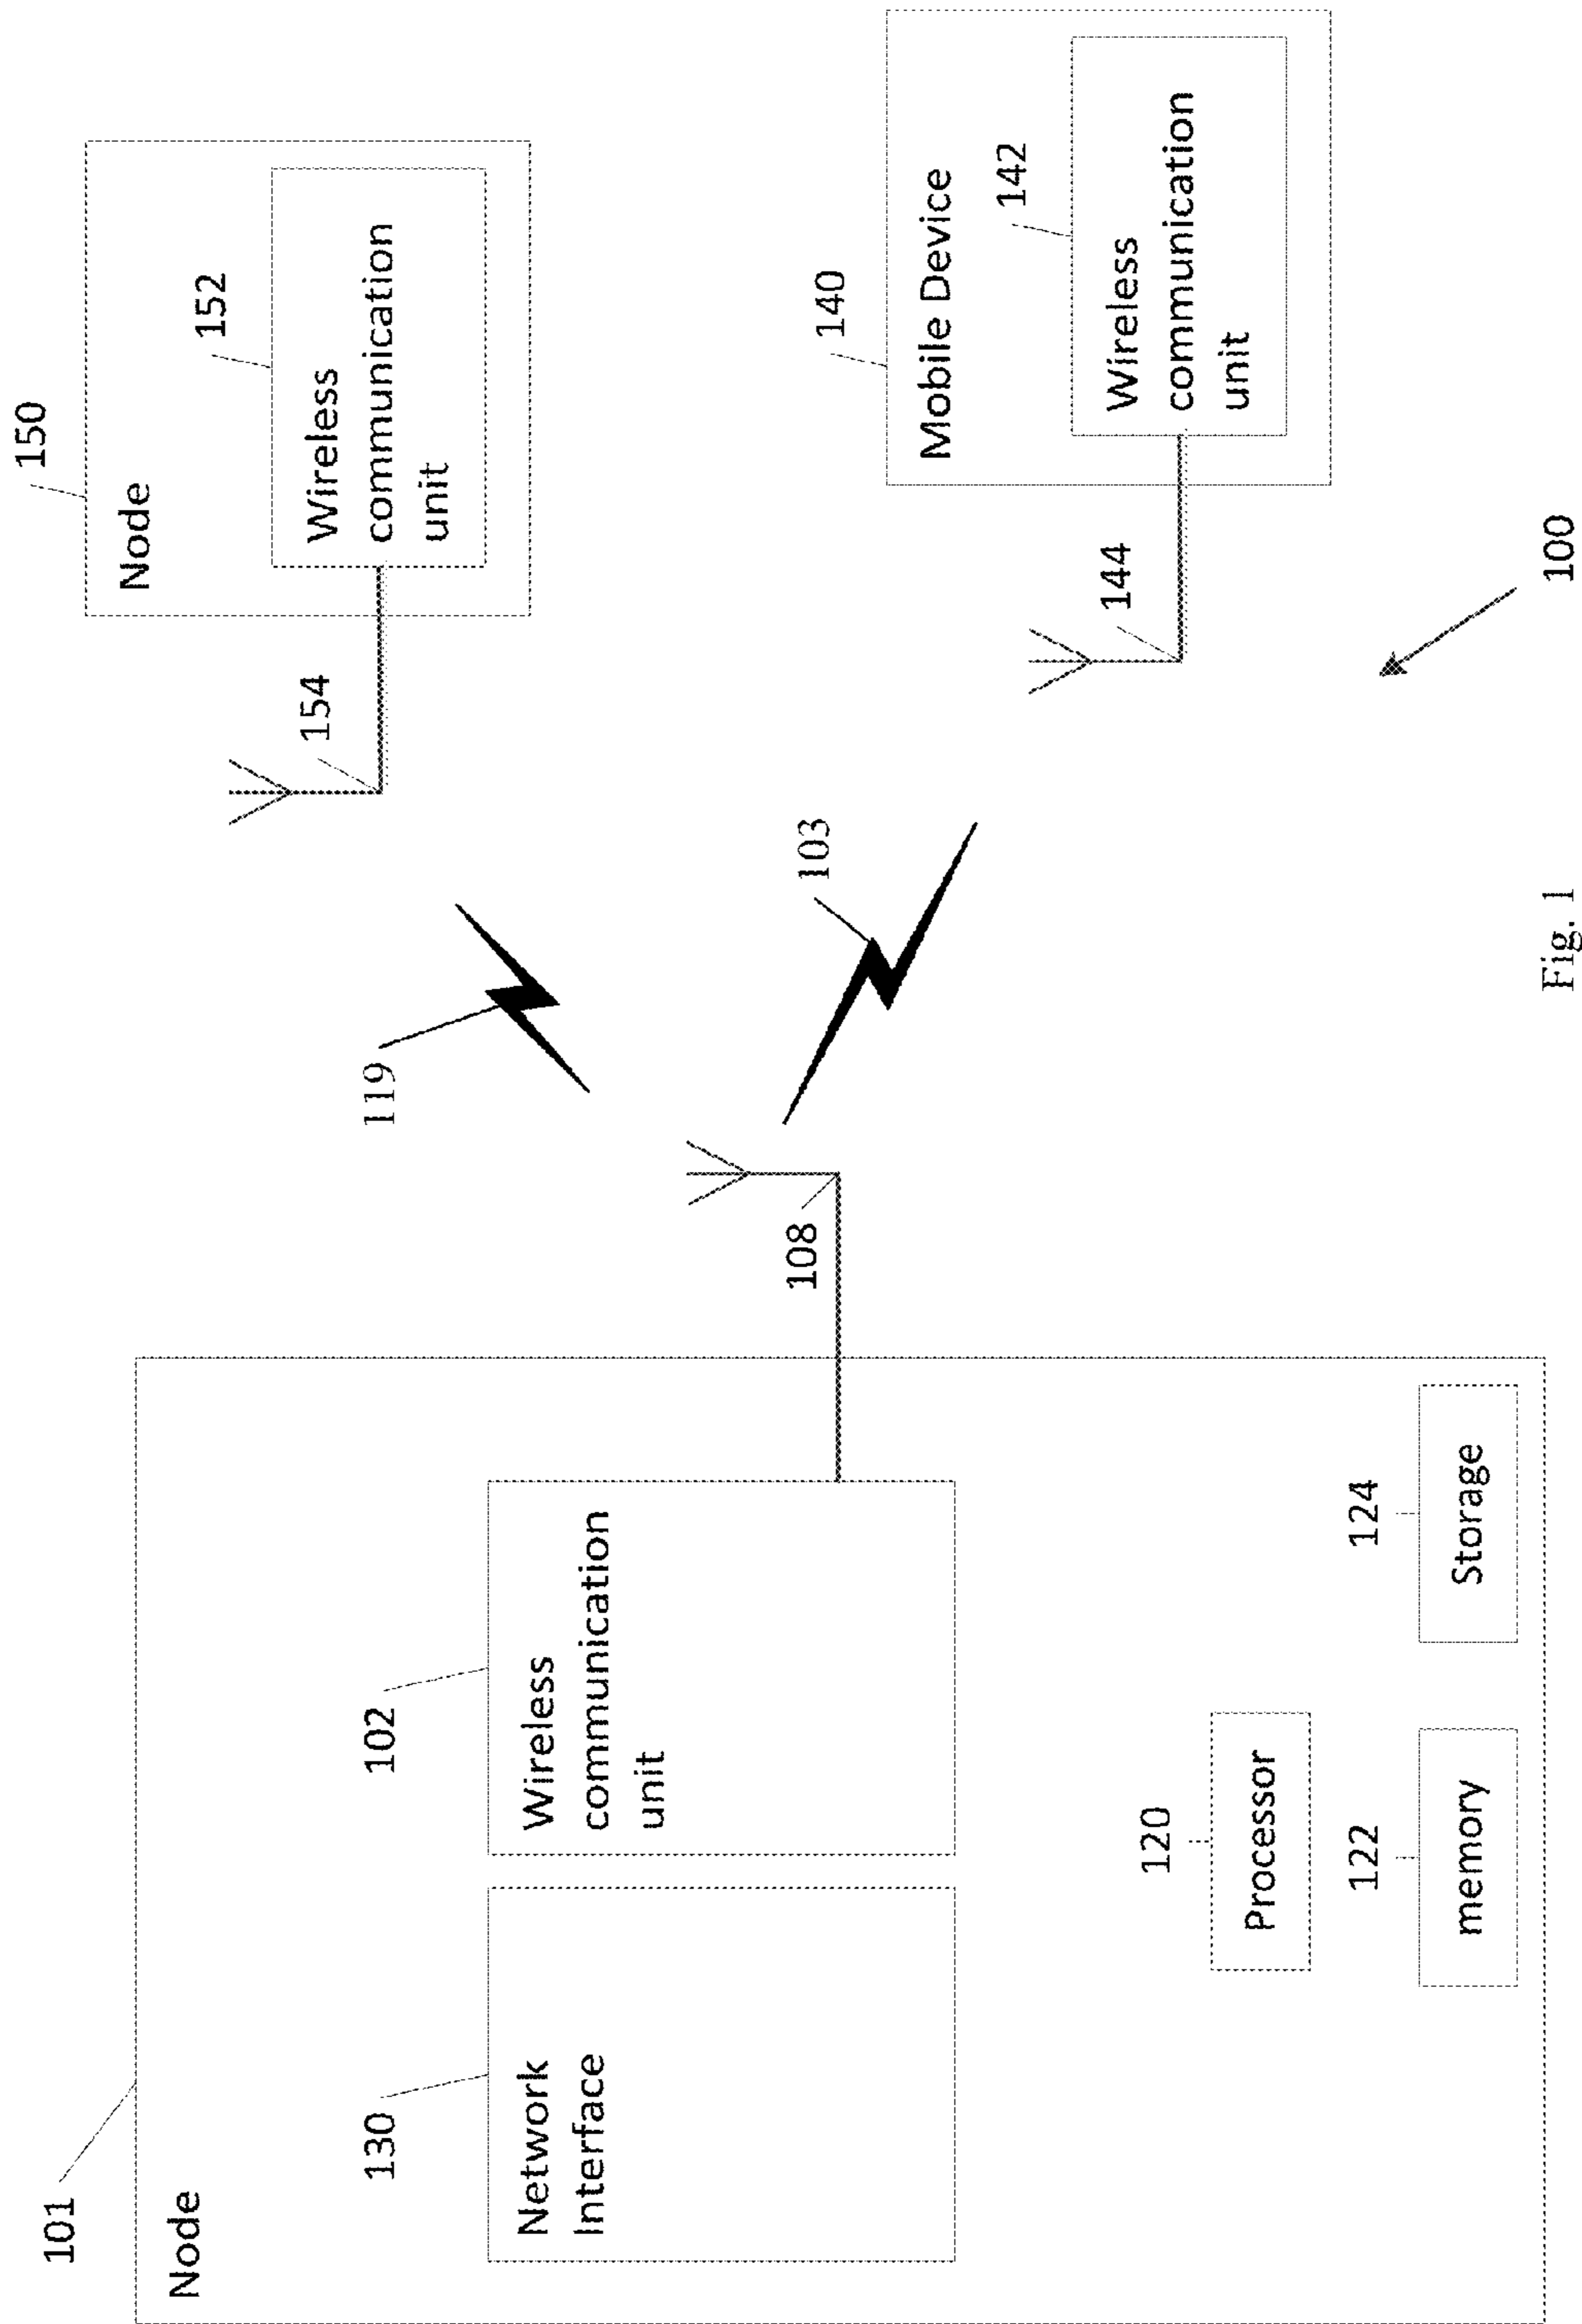 101
Node
130
Network
Interface
102
Wireless
communication
unit
120
Processor
122
memory
124
Storage
108
119
103
150
Node
152
Wireless
communication
unit
154
140
Mobile Device
142
Wireless
communication
unit
144
100
Fig. 1